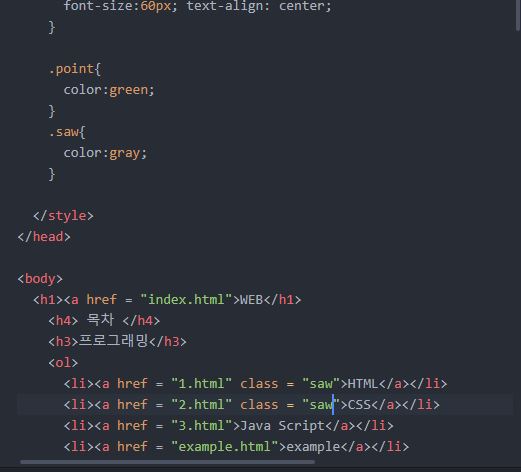 font-size:60px; text-align: center;
}
.point{
color:green;
}
.saw{
color:gray;
}
</style>
</head>
<body>
<h1><a href = "index.html">WEB</h1>
<h4> 목차 </h4>
<h3>프로그래밍</h3>
<ol>
<li><a href = "1.html" class = "saw">HTML</a></li>
<li><a href = "2.html" class = "saw">CSS</a></li>
<li><a href = "3.html">Java Script</a></li>
<li><a href = "example.html">example</a></li>